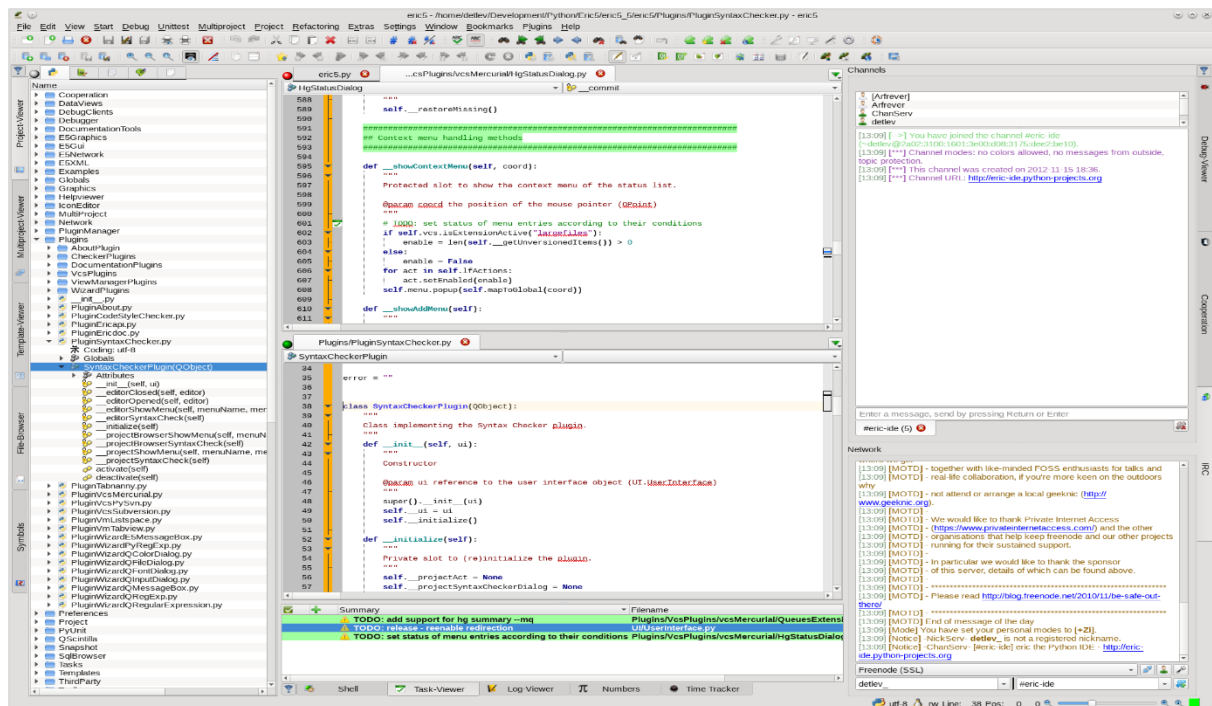 eric5 - /home/detlev/Development/Python/Eric5/eric5_5/eric5/Plugins/PluginSyntaxChecker.py - eric5
File Edit View Start Debug Unittest Multiproject Project Refactoring Extras Settings Window Bookmarks Plugins Help
Project-Viewer
Multiproject-Viewer
Template-Viewer
File-Browser
Symbols
Name
Cooperation
DataViews
DebugClients
Debugger
DocumentationTools
E5Graphics
E5Gui
E5Network
E5XML
Examples
Globals
Graphics
Helpviewer
IconEditor
MultiProject
Network
PluginManager
Plugins
AboutPlugin
CheckerPlugins
DocumentationPlugins
VcsPlugins
ViewManagerPlugins
WizardPlugins
__init__.py
PluginAbout.py
PluginCodeStyleChecker.py
PluginEricapi.py
PluginEricdoc.py
PluginSyntaxChecker.py
Coding: utf-8
Globals
SyntaxCheckerPlugin(QObject)
Attributes
__init__(self, ui)
__editorClosed(self, editor)
__editorOpened(self, editor)
__editorShowMenu(self, menuName, mer
__editorSyntaxCheck(self)
__initialize(self)
__projectBrowserShowMenu(self, menuN
__projectBrowserSyntaxCheck(self)
__projectShowMenu(self, menuName, me
__projectSyntaxCheck(self)
activate(self)
deactivate(self)
PluginTabnanny.py
PluginVcsMercurial.py
PluginVcsPySvn.py
PluginVcsSubversion.py
PluginVmListspace.py
PluginVmTabview.py
PluginWizardE5MessageBox.py
PluginWizardPyRegExp.py
PluginWizardQColorDialog.py
PluginWizardQFileDialog.py
PluginWizardQFontDialog.py
PluginWizardQInputDialog.py
PluginWizardQMessageBox.py
PluginWizardQRegExp.py
PluginWizardQRegularExpression.py
Preferences
Project
PyUnit
QScintilla
Snapshot
SqlBrowser
Tasks
Templates
ThirdParty
eric5.py ...csPlugins/vcsMercurial/HgStatusDialog.py
HgStatusDialog __commit
588 """
589 self.__restoreMissing()
590
591 ###########################################################################
592 ## Context menu handling methods
593 ###########################################################################
594
595 def __showContextMenu(self, coord):
596 """
597 Protected slot to show the context menu of the status list.
598
599 @param coord the position of the mouse pointer (QPoint)
600 """
601 # TODO: set status of menu entries according to their conditions
602 if self.vcs.isExtensionActive("largefiles"):
603 enable = len(self.__getUnversionedItems()) > 0
604 else:
605 enable = False
606 for act in self.lfActions:
607 act.setEnabled(enable)
608 self.menu.popup(self.mapToGlobal(coord))
609
610 def __showAddMenu(self):
611 """
Plugins/PluginSyntaxChecker.py
SyntaxCheckerPlugin
34
35 error = ""
36
37
38 class SyntaxCheckerPlugin(QObject):
39 """
40 Class implementing the Syntax Checker plugin.
41 """
42 def __init__(self, ui):
43 """
44 Constructor
45
46 @param ui reference to the user interface object (UI.UserInterface)
47 """
48 super().__init__(ui)
49 self.__ui = ui
50 self.__initialize()
51
52 def __initialize(self):
53 """
54 Private slot to (re)initialize the plugin.
55 """
56 self.__projectAct = None
57 self.__projectSyntaxCheckerDialog = None
Summary Filename
TODO: add support for hg summary --mq Plugins/VcsPlugins/vcsMercurial/QueuesExtensi
TODO: release - reenable redirection UI/UserInterface.py
TODO: set status of menu entries according to their conditions Plugins/VcsPlugins/vcsMercurial/HgStatusDialog
Shell Task-Viewer Log-Viewer Numbers Time Tracker
Channels
[Arfrever]
Arfrever
ChanServ
detlev
[13:09] [-->] You have joined the channel #eric-ide
[13:09] [***] Channel modes: no colors allowed, no messages from outside,
topic protection.
[13:09] [***] This channel was created on 2012-11-15 18:36.
[13:09] [***] Channel URL: http://eric-ide.python-projects.org
Enter a message, send by pressing Return or Enter
#eric-ide (5)
Network
[13:09] [MOTD] - together with like-minded FOSS enthusiasts for talks and
[13:09] [MOTD] - real-life collaboration, if you're more keen on the outdoors
why
[13:09] [MOTD] - not attend or arrange a local geeknic (http://
www.geeknic.org).
[13:09] [MOTD] -
[13:09] [MOTD] - We would like to thank Private Internet Access
[13:09] [MOTD] - (https://www.privateinternetaccess.com/) and the other
[13:09] [MOTD] - organisations that help keep freenode and our other projects
[13:09] [MOTD] - running for their sustained support.
[13:09] [MOTD] -
[13:09] [MOTD] - In particular we would like to thank the sponsor
[13:09] [MOTD] - of this server, details of which can be found above.
[13:09] [MOTD] -
[13:09] [MOTD] - Please read http://blog.freenode.net/2010/11/be-safe-out-
there/
[13:09] [MOTD] End of message of the day
[13:09] [Mode] You have set your personal modes to [+Zi].
[13:09] [Notice] -NickServ- detlev_ is not a registered nickname.
[13:09] [Notice] -ChanServ- [#eric-ide] eric the Python IDE - http://eric-
ide.python-projects.org
Freenode (SSL)
detlev_ #eric-ide
Debug-Viewer
Cooperation
IRC
utf-8 rw Line: 38 Pos: 0 0